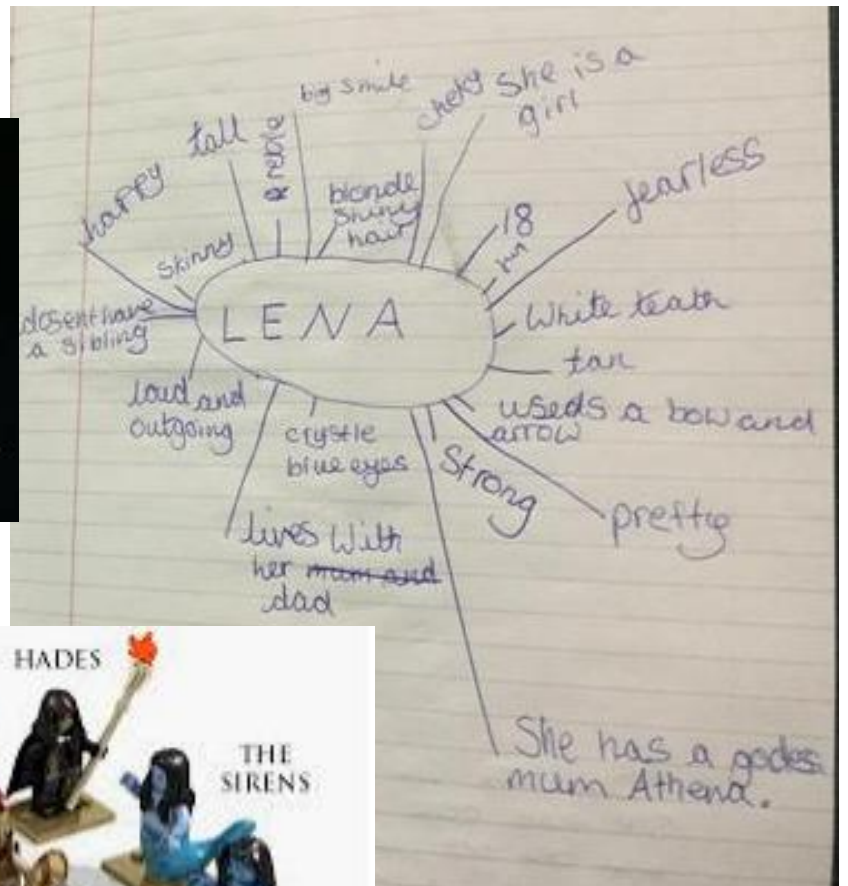 big smile
cheky
She is a
girl
tall
happy
blonde
shiny
hair
18
fearless
skinny
dosent have
a sibling
LENA
White teath
tan
loud and
outgoing
crystle
blue eyes
useds a bow and
arrow
Strong
pretty
lives With
her mum and
dad
She has a godes
mum Athena.
HADES
THE
SIRENS